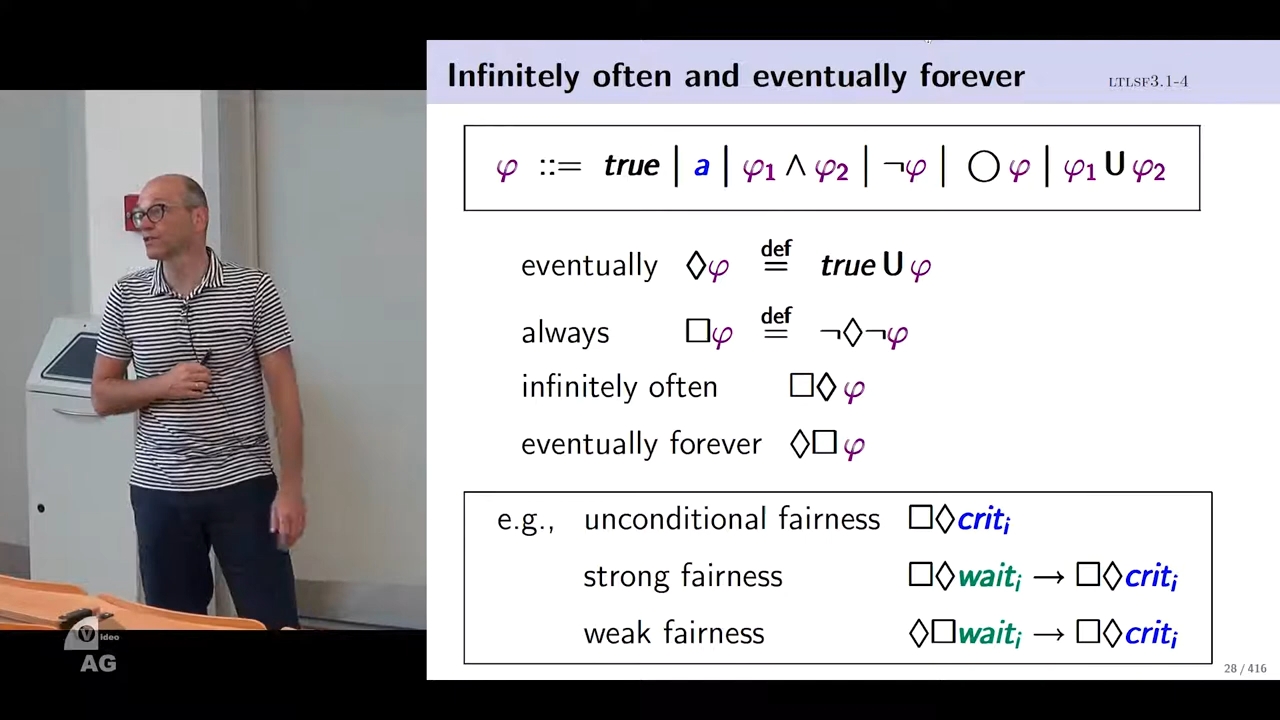 Infinitely often and eventually forever LTLSF3.1-4
φ ::= true | a | φ₁ ∧ φ₂ | ¬φ | ◯ φ | φ₁ U φ₂
eventually ◊φ def= true U φ
always □φ def= ¬◊¬φ
infinitely often □◊ φ
eventually forever ◊□ φ
e.g., unconditional fairness □◊critᵢ
strong fairness □◊waitᵢ → □◊critᵢ
weak fairness ◊□waitᵢ → □◊critᵢ
28 / 416
Video
AG